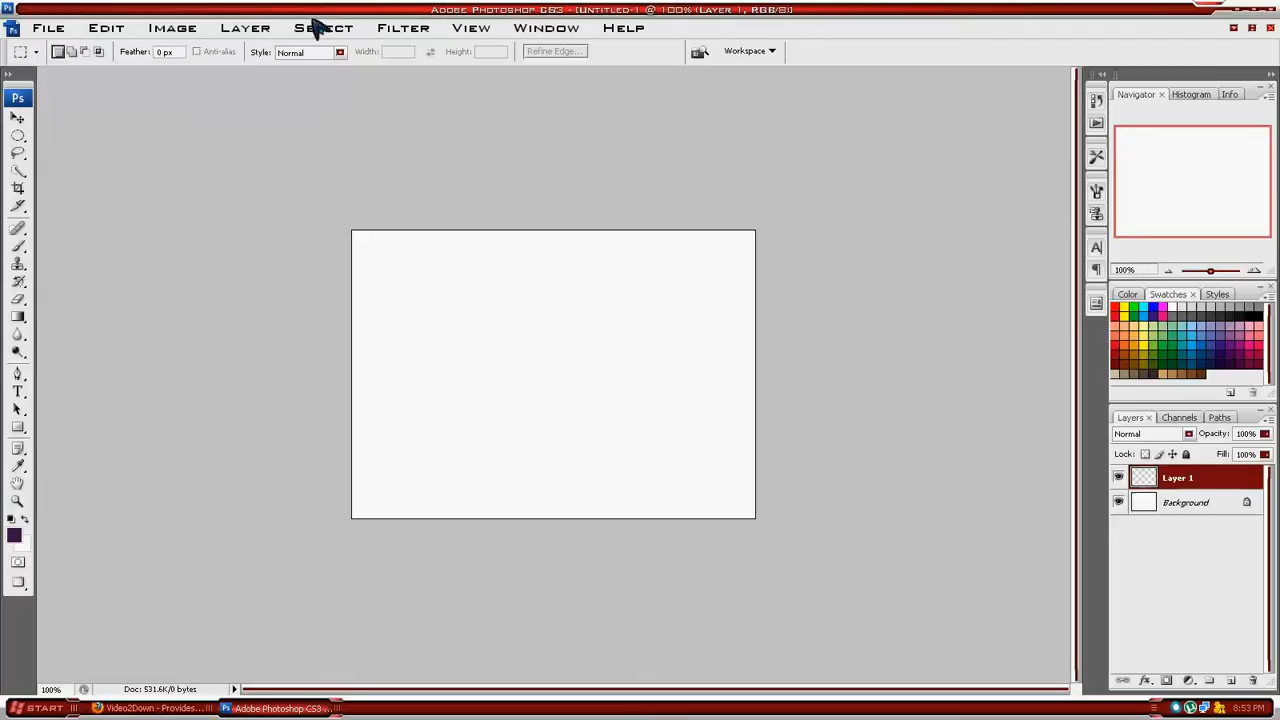 Adobe Photoshop CS3 - [Untitled-1 @ 100% (Layer 1, RGB/8)]
File Edit Image Layer Select Filter View Window Help
Feather: 0 px Anti-alias Style: Normal Width: Height: Refine Edge... Workspace
Ps
Navigator Histogram Info
100%
Color Swatches Styles
Layers Channels Paths
Normal Opacity: 100%
Lock: Fill: 100%
Layer 1
Background
100% Doc: 531.6K/0 bytes
Start Video2Down - Provides... Adobe Photoshop CS3 -... 8:53 PM